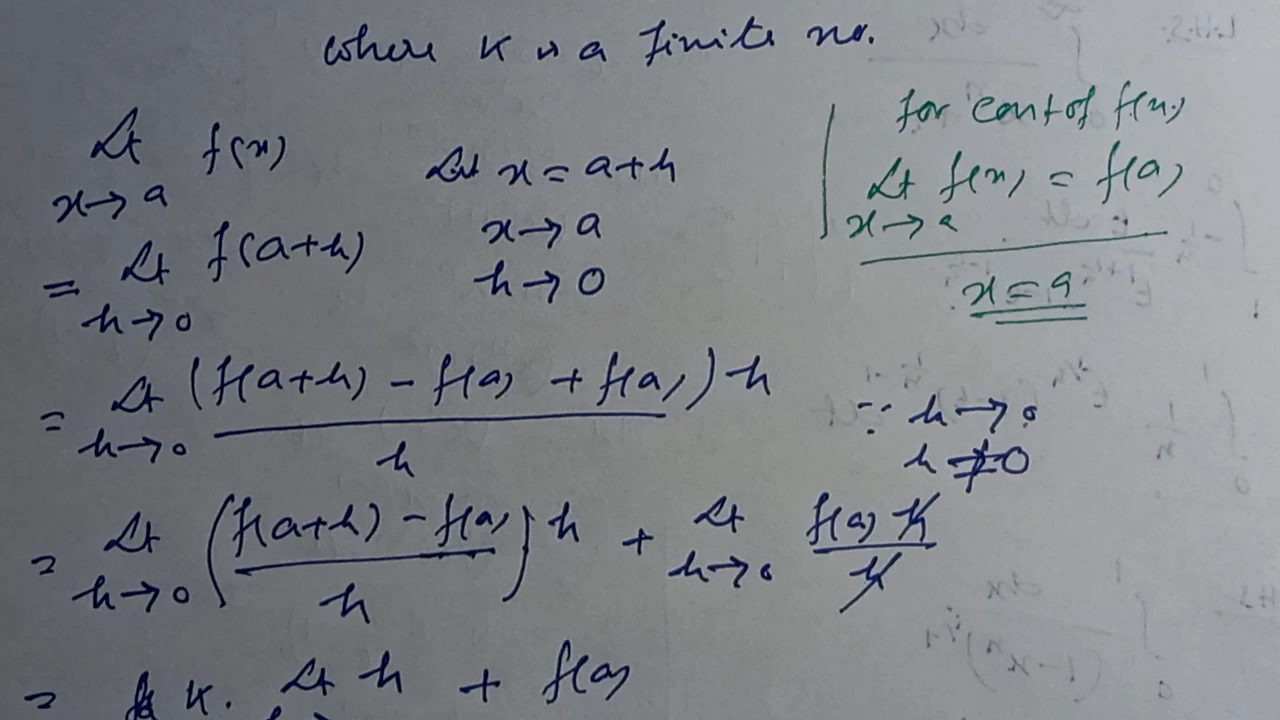 where K is a finite no.
Lt f(x)
x→a
Let x = a+h
x→a
h→0
for cont of f(x)
Lt f(x) = f(a)
x→a
x=a
= Lt f(a+h)
h→0
= Lt (f(a+h) - f(a) + f(a)) h
h→0 h
∵ h→0
h≠0
= Lt (f(a+h) - f(a)) h + Lt f(a) h
h→0 h h→0 h
= K. Lt h + f(a)